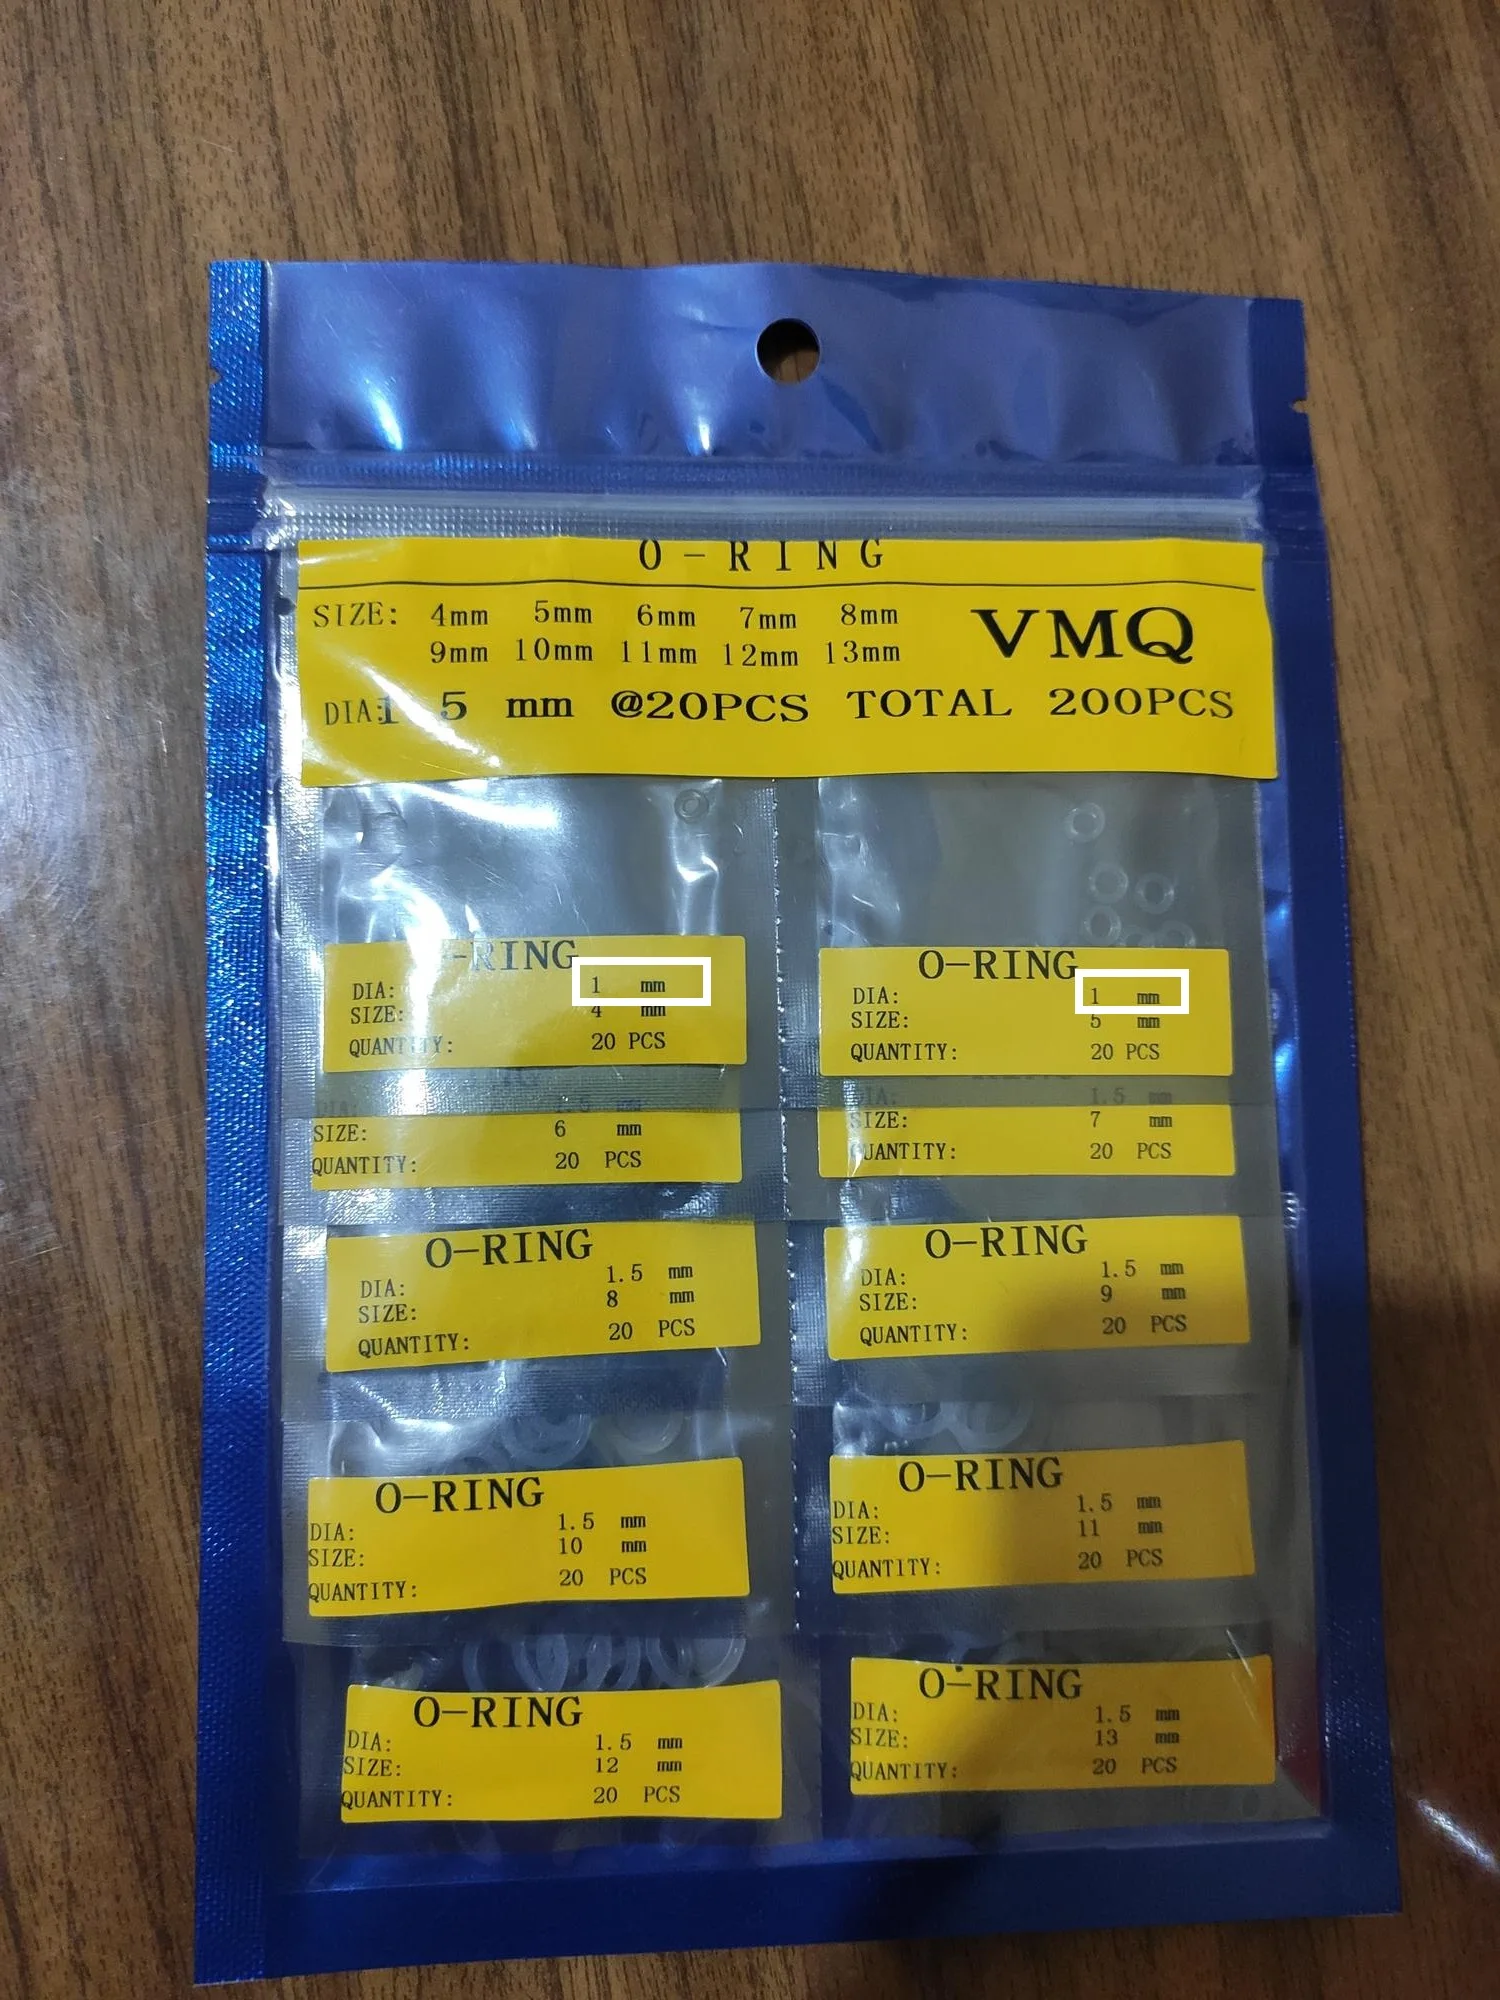 O-RING
SIZE: 4mm 5mm 6mm 7mm 8mm
9mm 10mm 11mm 12mm 13mm
VMQ
DIA:1 5 mm @20PCS TOTAL 200PCS
O-RING
DIA: 1 mm
SIZE: 4 mm
QUANTITY: 20 PCS
O-RING
DIA: 1 mm
SIZE: 5 mm
QUANTITY: 20 PCS
DIA: 1.5 mm
SIZE: 6 mm
QUANTITY: 20 PCS
DIA: 1.5 mm
SIZE: 7 mm
QUANTITY: 20 PCS
O-RING
DIA: 1.5 mm
SIZE: 8 mm
QUANTITY: 20 PCS
O-RING
DIA: 1.5 mm
SIZE: 9 mm
QUANTITY: 20 PCS
O-RING
DIA: 1.5 mm
SIZE: 10 mm
QUANTITY: 20 PCS
O-RING
DIA: 1.5 mm
SIZE: 11 mm
QUANTITY: 20 PCS
O-RING
DIA: 1.5 mm
SIZE: 12 mm
QUANTITY: 20 PCS
O-RING
DIA: 1.5 mm
SIZE: 13 mm
QUANTITY: 20 PCS